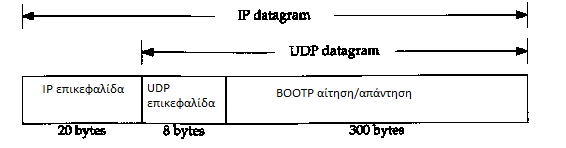 IP datagram
UDP datagram
IP επικεφαλίδα
UDP
επικεφαλίδα
BOOTP αίτηση/απάντηση
20 bytes
8 bytes
300 bytes